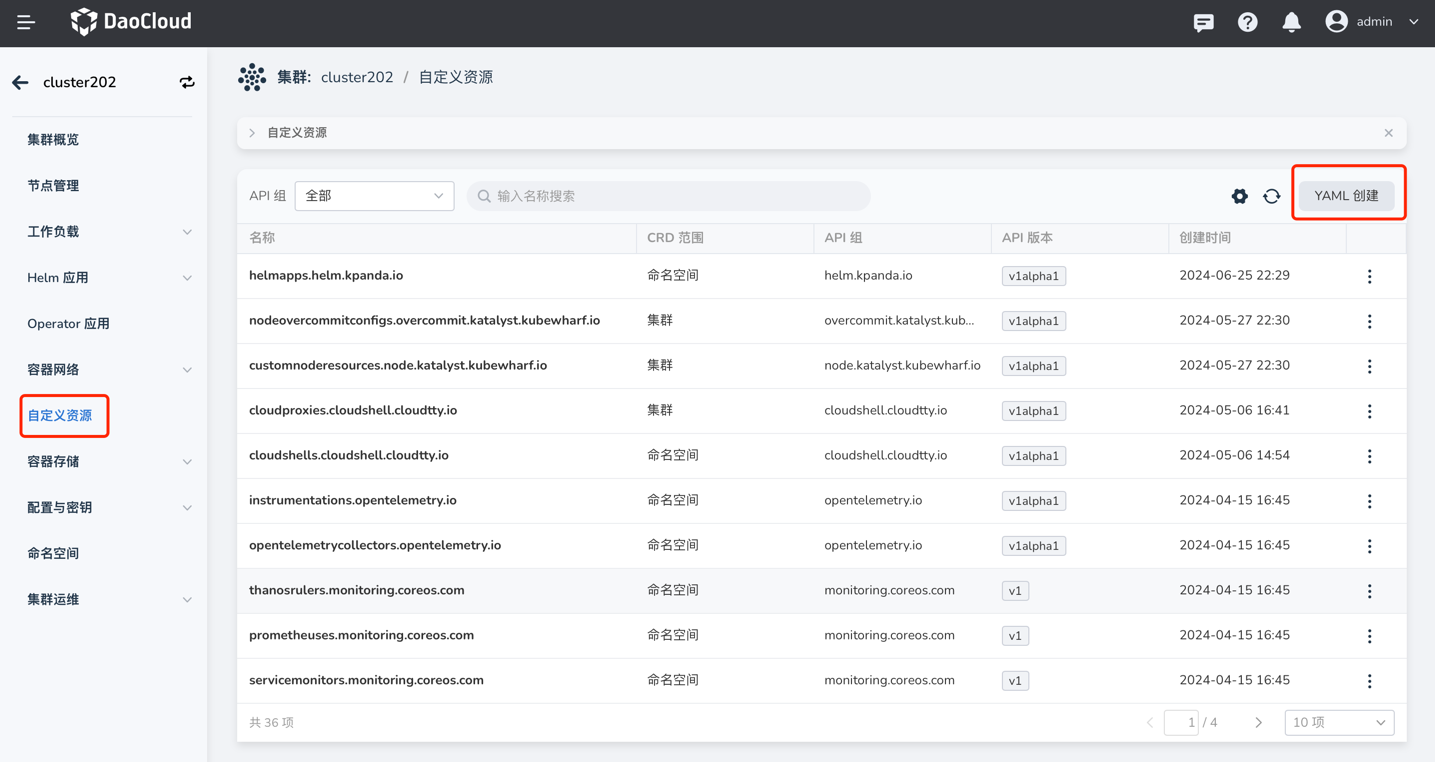 DaoCloud
admin
cluster202
集群概览
节点管理
工作负载
Helm 应用
Operator 应用
容器网络
自定义资源
容器存储
配置与密钥
命名空间
集群运维
集群: cluster202 / 自定义资源
自定义资源
API 组 全部 输入名称搜索 YAML 创建
名称 CRD 范围 API 组 API 版本 创建时间
helmapps.helm.kpanda.io 命名空间 helm.kpanda.io v1alpha1 2024-06-25 22:29
nodeovercommitconfigs.overcommit.katalyst.kubewharf.io 集群 overcommit.katalyst.kub... v1alpha1 2024-05-27 22:30
customnoderesources.node.katalyst.kubewharf.io 集群 node.katalyst.kubewharf.io v1alpha1 2024-05-27 22:30
cloudproxies.cloudshell.cloudtty.io 集群 cloudshell.cloudtty.io v1alpha1 2024-05-06 16:41
cloudshells.cloudshell.cloudtty.io 命名空间 cloudshell.cloudtty.io v1alpha1 2024-05-06 14:54
instrumentations.opentelemetry.io 命名空间 opentelemetry.io v1alpha1 2024-04-15 16:45
opentelemetrycollectors.opentelemetry.io 命名空间 opentelemetry.io v1alpha1 2024-04-15 16:45
thanosrulers.monitoring.coreos.com 命名空间 monitoring.coreos.com v1 2024-04-15 16:45
prometheuses.monitoring.coreos.com 命名空间 monitoring.coreos.com v1 2024-04-15 16:45
servicemonitors.monitoring.coreos.com 命名空间 monitoring.coreos.com v1 2024-04-15 16:45
共 36 项 1 / 4 10 项